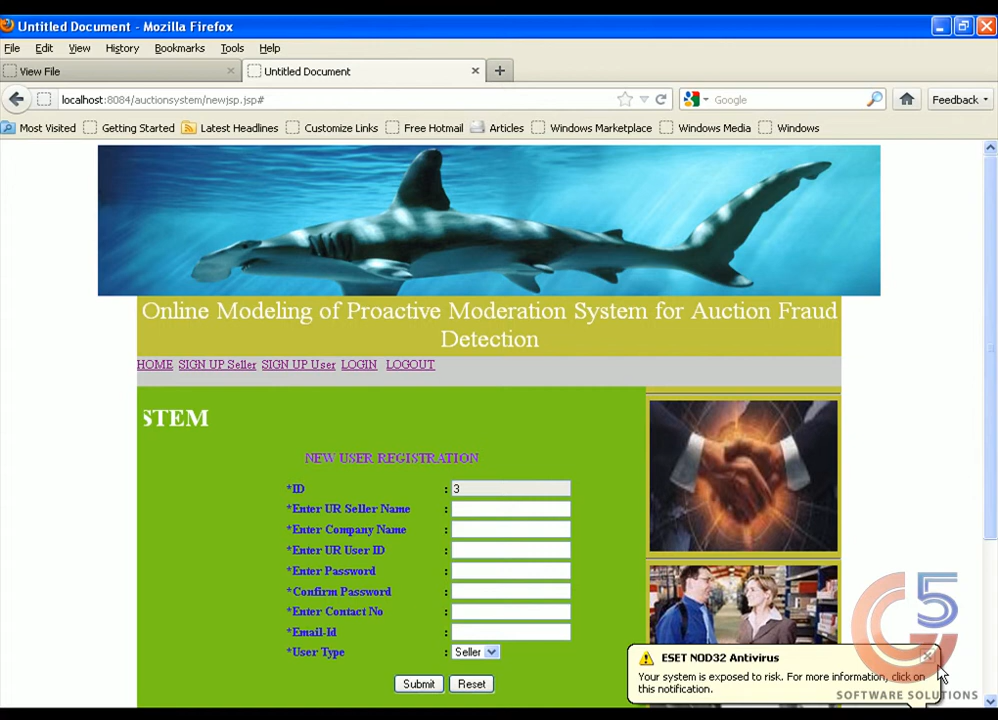 Untitled Document - Mozilla Firefox
File Edit View History Bookmarks Tools Help
View File
Untitled Document
localhost:8084/auctionsystem/newjsp.jsp#
Google
Feedback
Most Visited Getting Started Latest Headlines Customize Links Free Hotmail Articles Windows Marketplace Windows Media Windows
Online Modeling of Proactive Moderation System for Auction Fraud
Detection
HOME SIGN UP Seller SIGN UP User LOGIN LOGOUT
STEM
NEW USER REGISTRATION
*ID : 3
*Enter UR Seller Name :
*Enter Company Name :
*Enter UR User ID :
*Enter Password :
*Confirm Password :
*Enter Contact No :
*Email-Id :
*User Type : Seller
Submit Reset
ESET NOD32 Antivirus
Your system is exposed to risk. For more information, click on
this notification.
G5
SOFTWARE SOLUTIONS